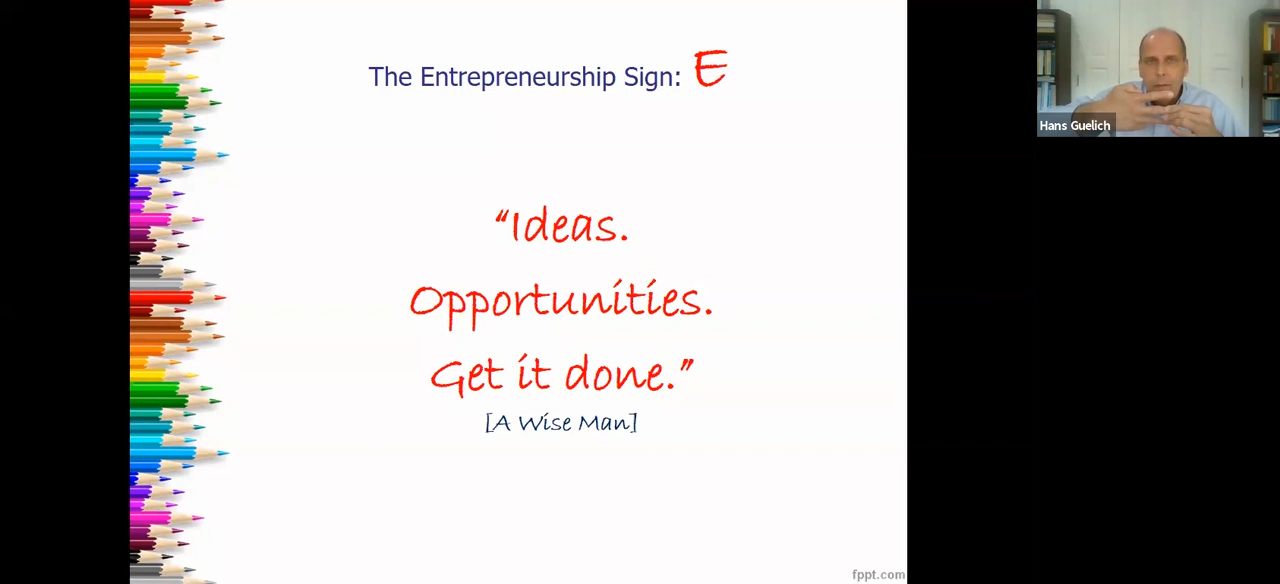 The Entrepreneurship Sign: E
“Ideas.
Opportunities.
Get it done.”
[A Wise Man]
Hans Guelich
fppt.com